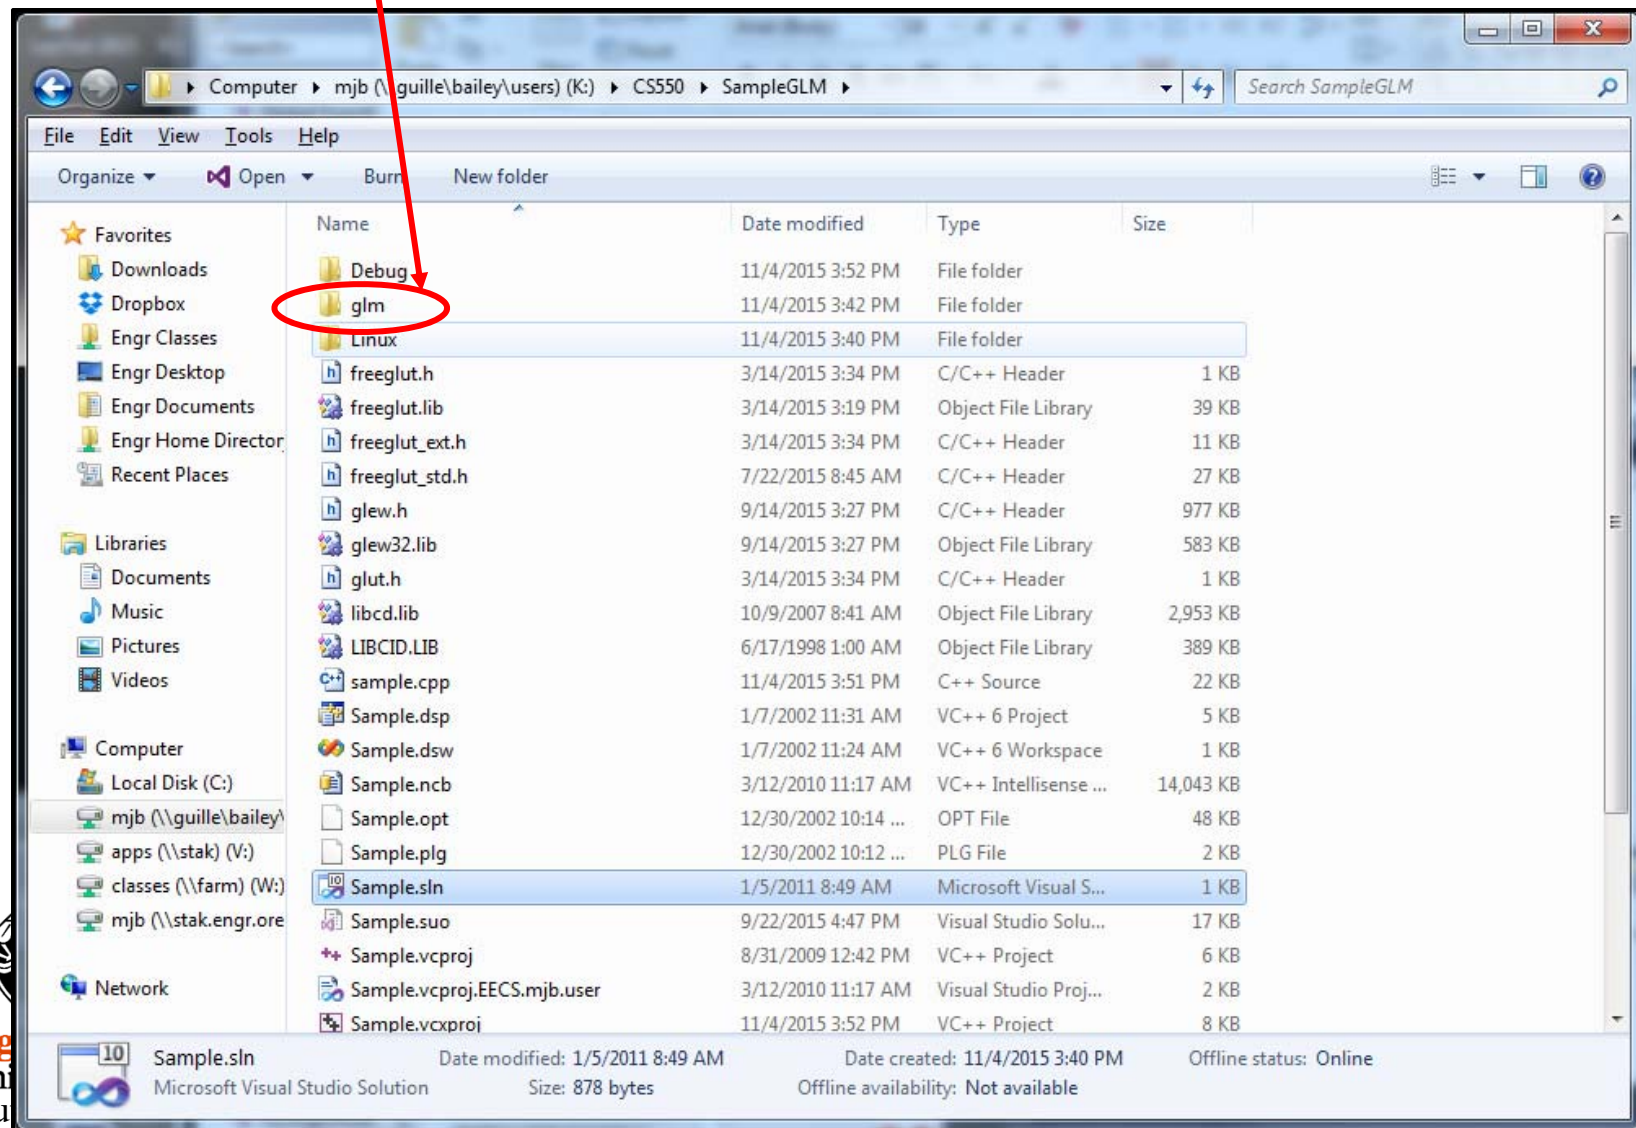 Computer ▸ mjb (\\guille\bailey\users) (K:) ▸ CS550 ▸ SampleGLM ▸ Search SampleGLM
File Edit View Tools Help
Organize Open Burn New folder
Name Date modified Type Size
Favorites
Downloads
Dropbox
Engr Classes
Engr Desktop
Engr Documents
Engr Home Director
Recent Places
Libraries
Documents
Music
Pictures
Videos
Computer
Local Disk (C:)
mjb (\\guille\bailey\
apps (\\stak) (V:)
classes (\\farm) (W:)
mjb (\\stak.engr.ore
Network
Debug 11/4/2015 3:52 PM File folder
glm 11/4/2015 3:42 PM File folder
Linux 11/4/2015 3:40 PM File folder
freeglut.h 3/14/2015 3:34 PM C/C++ Header 1 KB
freeglut.lib 3/14/2015 3:19 PM Object File Library 39 KB
freeglut_ext.h 3/14/2015 3:34 PM C/C++ Header 11 KB
freeglut_std.h 7/22/2015 8:45 AM C/C++ Header 27 KB
glew.h 9/14/2015 3:27 PM C/C++ Header 977 KB
glew32.lib 9/14/2015 3:27 PM Object File Library 583 KB
glut.h 3/14/2015 3:34 PM C/C++ Header 1 KB
libcd.lib 10/9/2007 8:41 AM Object File Library 2,953 KB
LIBCID.LIB 6/17/1998 1:00 AM Object File Library 389 KB
sample.cpp 11/4/2015 3:51 PM C++ Source 22 KB
Sample.dsp 1/7/2002 11:31 AM VC++ 6 Project 5 KB
Sample.dsw 1/7/2002 11:24 AM VC++ 6 Workspace 1 KB
Sample.ncb 3/12/2010 11:17 AM VC++ Intellisense ... 14,043 KB
Sample.opt 12/30/2002 10:14 ... OPT File 48 KB
Sample.plg 12/30/2002 10:12 ... PLG File 2 KB
Sample.sln 1/5/2011 8:49 AM Microsoft Visual S... 1 KB
Sample.suo 9/22/2015 4:47 PM Visual Studio Solu... 17 KB
Sample.vcproj 8/31/2009 12:42 PM VC++ Project 6 KB
Sample.vcproj.EECS.mjb.user 3/12/2010 11:17 AM Visual Studio Proj... 2 KB
Sample.vcxproj 11/4/2015 3:52 PM VC++ Project 8 KB
10 Sample.sln Date modified: 1/5/2011 8:49 AM Date created: 11/4/2015 3:40 PM Offline status: Online
Microsoft Visual Studio Solution Size: 878 bytes Offline availability: Not available